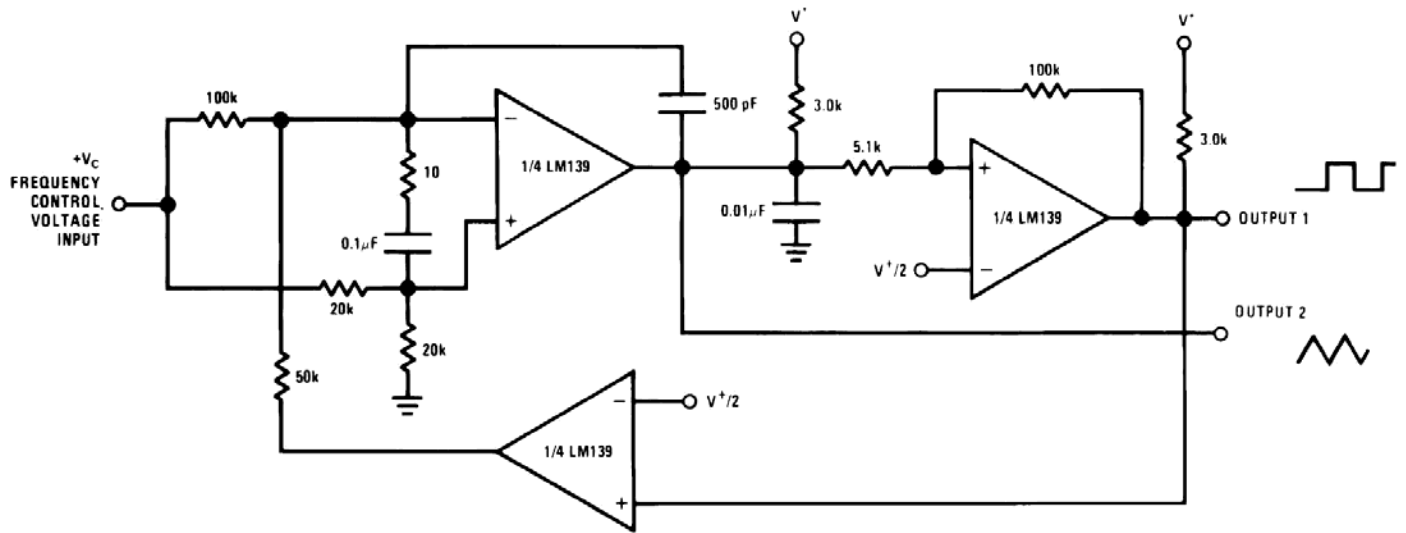 V+
V+
100k
100k
500 pF
3.0k
−
5.1k
3.0k
+VC
FREQUENCY
CONTROL.
VOLTAGE
INPUT
10
1/4 LM139
+
+
0.1μF
0.01μF
1/4 LM139
OUTPUT 1
V+/2
−
20k
OUTPUT 2
20k
50k
−
V+/2
1/4 LM139
+